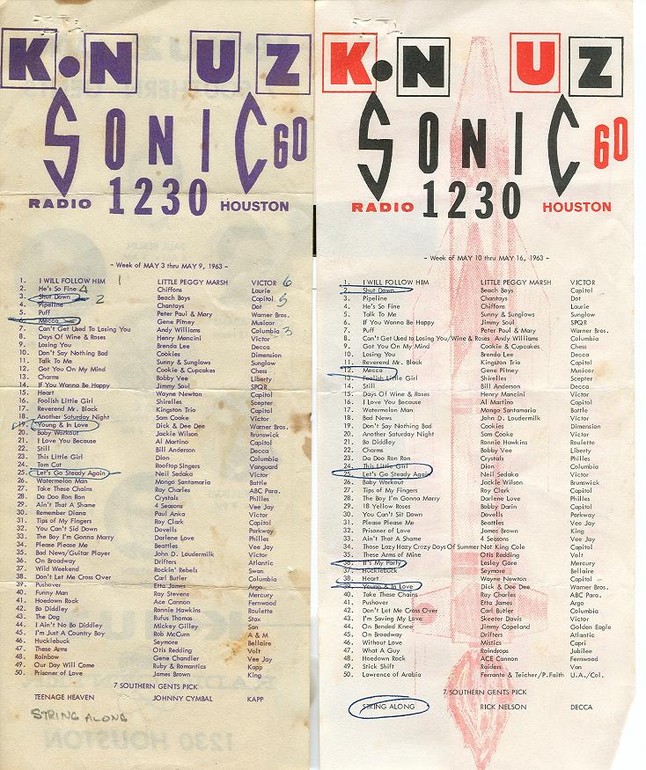 K•N UZ
SONIC 60
RADIO 1230 HOUSTON
– Week of MAY 3 thru MAY 9, 1963 –
1. I WILL FOLLOW HIM 1 LITTLE PEGGY MARSH VICTOR 6
2. He's So Fine 4 Chiffons Laurie
3. Shut Down 2 Beach Boys Capitol 5
4. Pipeline Chantays Dot
5. Puff Peter Paul & Mary Warner Bros.
6. Mecca Gene Pitney Musicor
7. Can't Get Used To Losing You Andy Williams Columbia 3
8. Days Of Wine & Roses Henry Mancini Victor
9. Losing You Brenda Lee Decca
10. Don't Say Nothing Bad Cookies Dimension
11. Talk To Me Sunny & Sunglows Sunglow
12. Got You On My Mind Cookie & Cupcakes Chess
13. Charms Bobby Vee Liberty
14. If You Wanna Be Happy Jimmy Soul SPQR
15. Heart Wayne Newton Capitol
16. Foolish Little Girl Shirelles Scepter
17. Reverend Mr. Black Kingston Trio Capitol
18. Another Saturday Night Sam Cooke Victor
19. Young & In Love Dick & Dee Dee Warner Bros.
20. Baby Workout Jackie Wilson Brunswick
21. I Love You Because Al Martino Capitol
22. Still Bill Anderson Decca
23. This Little Girl Dion Columbia
24. Tom Cat Rooftop Singers Vanguard
25. Let's Go Steady Again Neil Sedaka Victor
26. Watermelon Man Mongo Santamaria Battle
27. Take These Chains Ray Charles ABC Para.
28. Da Doo Ron Ron Crystals Philles
29. Ain't That A Shame 4 Seasons Vee Jay
30. Remember Diana Paul Anka Victor
31. Tips of My Fingers Roy Clark Capitol
32. You Can't Sit Down Dovells Parkway
33. The Boy I'm Gonna Marry Darlene Love Philles
34. Please Please Me Beattles Vee Jay
35. Bad News/Guitar Player John D. Loudermilk Victor
36. On Broadway Drifters Atlantic
37. Wild Weekend Rockin' Rebels Swan
38. Don't Let Me Cross Over Carl Butler Columbia
39. Pushover Etta James Argo
40. Funny Man Ray Stevens Mercury
41. Hoedown Rock Ace Cannon Fernwood
42. Bo Diddley Ronnie Hawkins Roulette
43. The Dog Rufus Thomas Stax
44. I Ain't No Bo Diddley Mickey Gilley San
45. I'm Just A Country Boy Rob McCurn A & M
46. Hucklebuck Seymore Bellaire
47. These Arms Otis Redding Volt
48. Rainbow Gene Chandler Vee Jay
49. Our Day Will Come Ruby & Romantics Kapp
50. Prisoner of Love James Brown King
7 SOUTHERN GENTS PICK
TEENAGE HEAVEN JOHNNY CYMBAL KAPP
STRING ALONG
K•N UZ
SONIC 60
RADIO 1230 HOUSTON
– Week of MAY 10 thru MAY 16, 1963 –
1. I WILL FOLLOW HIM LITTLE PEGGY MARSH VICTOR
2. Shut Down Beach Boys Capitol
3. Pipeline Chantays Dot
4. He's So Fine Chiffons Laurie
5. Talk To Me Sunny & Sunglows Sunglow
6. If You Wanna Be Happy Jimmy Soul SPQR
7. Puff Peter Paul & Mary Warner Bros.
8. Can't Get Used to Losing You/Wine & Roses Andy Williams Columbia
9. Got You On My Mind Cookie & Cupcakes Chess
10. Losing You Brenda Lee Decca
11. Reverend Mr. Black Kingston Trio Capitol
12. Mecca Gene Pitney Musicor
13. Foolish Little Girl Shirelles Scepter
14. Still Bill Anderson Decca
15. Days Of Wine & Roses Henry Mancini Victor
16. I Love You Because Al Martino Capitol
17. Watermelon Man Mongo Santamaria Battle
18. Bad News John D. Loudermilk Victor
19. Don't Say Nothing Bad Cookies Dimension
20. Another Saturday Night Sam Cooke Victor
21. Bo Diddley Ronnie Hawkins Roulette
22. Charms Bobby Vee Liberty
23. Da Doo Ron Ron Crystals Philles
24. This Little Girl Dion Columbia
25. Let's Go Steady Again Neil Sedaka Victor
26. Baby Workout Jackie Wilson Brunswick
27. Tips of My Fingers Roy Clark Capitol
28. The Boy I'm Gonna Marry Darlene Love Philles
29. 18 Yellow Roses Bobby Darin Capitol
30. You Can't Sit Down Dovells Parkway
31. Please Please Me Beattles Vee Jay
32. Prisoner of Love James Brown King
33. Ain't That A Shame 4 Seasons Vee Jay
34. Those Lazy Hazy Crazy Days Of Summer Nat King Cole Capitol
35. These Arms of Mine Otis Redding Volt
36. It's My Party Lesley Gore Mercury
37. Hucklebuck Seymore Bellaire
38. Heart Wayne Newton Capitol
39. Young & In Love Dick & Dee Dee Warner Bros.
40. Take These Chains Ray Charles ABC Para.
41. Pushover Etta James Argo
42. Don't Let Me Cross Over Carl Butler Columbia
43. I'm Saving My Love Skeeter Davis Victor
44. On Bended Knee Jimmy Copeland Golden Eagle
45. On Broadway Drifters Atlantic
46. Without Love Mistics Capri
47. What A Guy Raindrops Jubilee
48. Hoedown Rock ACE Cannon Fernwood
49. Stick Shift Raiders Van
50. Lawrence of Arabia Ferrante & Teicher/P.Faith U.A./Col.
7 SOUTHERN GENTS PICK
STRING ALONG RICK NELSON DECCA
1230 HOUSTON